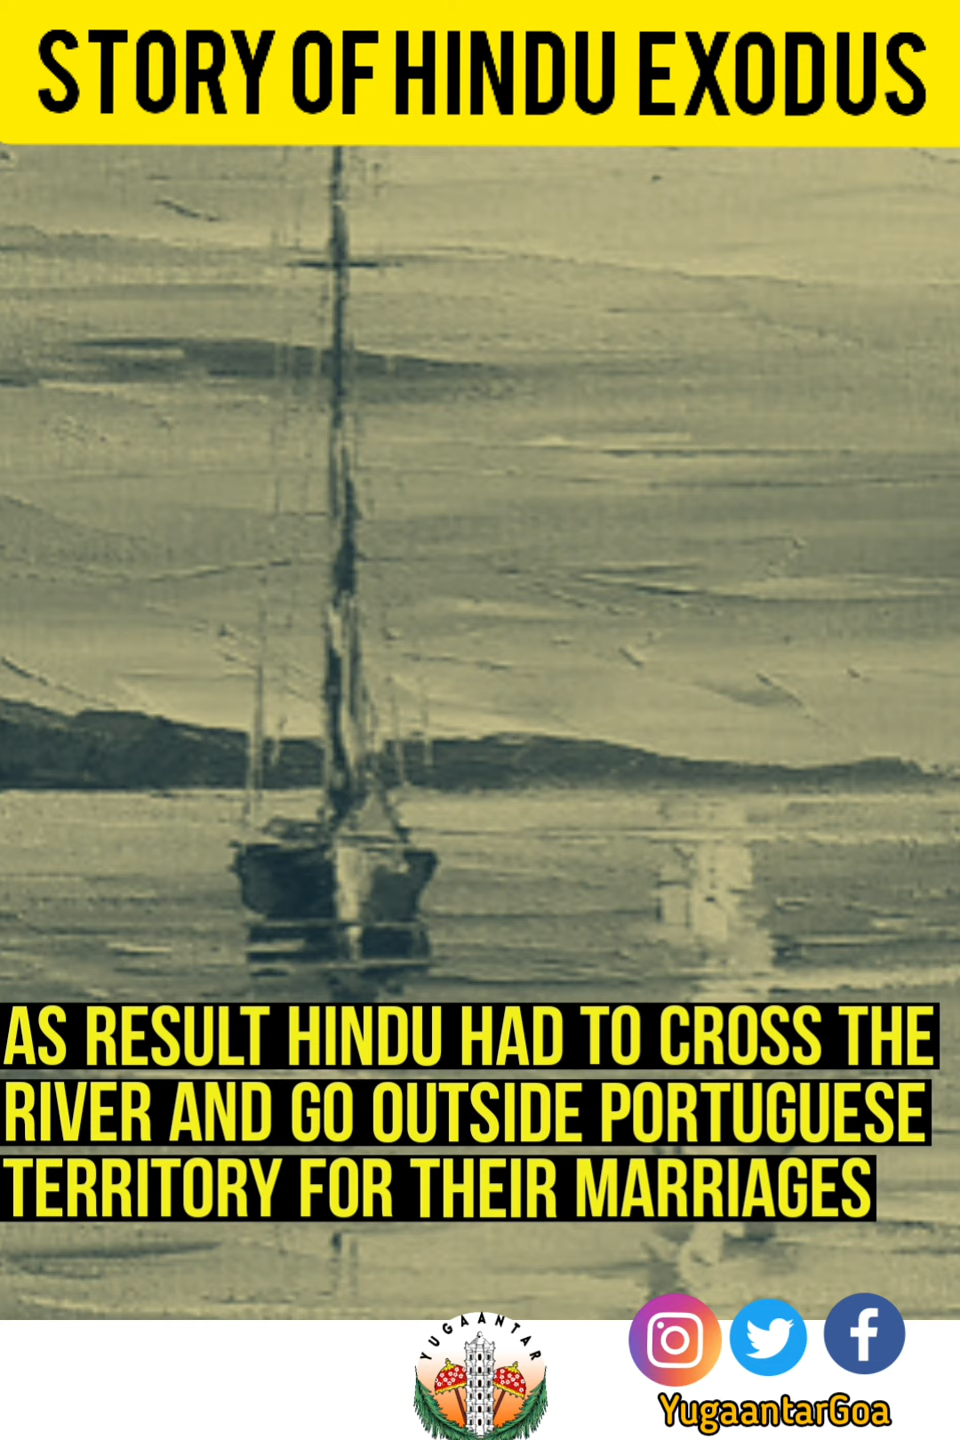 STORY OF HINDU EXODUS
AS RESULT HINDU HAD TO CROSS THE
RIVER AND GO OUTSIDE PORTUGUESE
TERRITORY FOR THEIR MARRIAGES
YUGAANTAR
YugaantarGoa